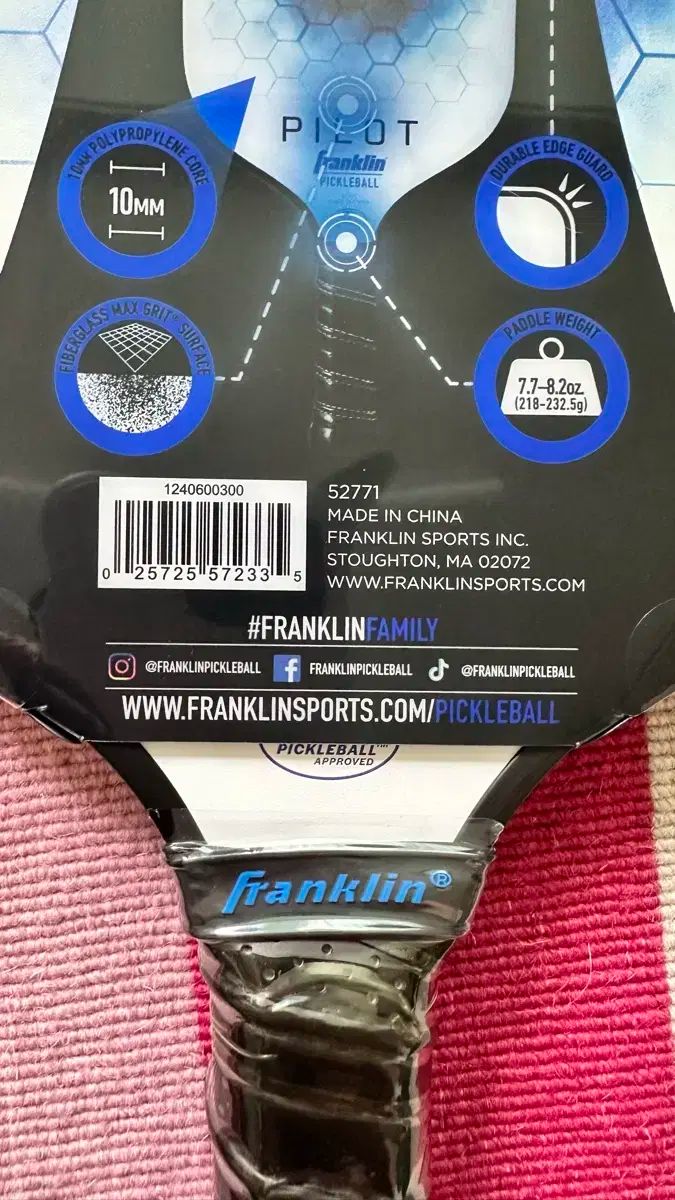 PILOT
Franklin
PICKLEBALL
10MM POLYPROPYLENE CORE
10MM
DURABLE EDGE GUARD
FIBERGLASS MAX GRIT® SURFACE
PADDLE WEIGHT
7.7–8.2oz.
(218-232.5g)
1240600300
0 25725 57233 5
52771
MADE IN CHINA
FRANKLIN SPORTS INC.
STOUGHTON, MA 02072
WWW.FRANKLINSPORTS.COM
#FRANKLINFAMILY
@FRANKLINPICKLEBALL FRANKLINPICKLEBALL @FRANKLINPICKLEBALL
WWW.FRANKLINSPORTS.COM/PICKLEBALL
PICKLEBALL™
APPROVED
Franklin®